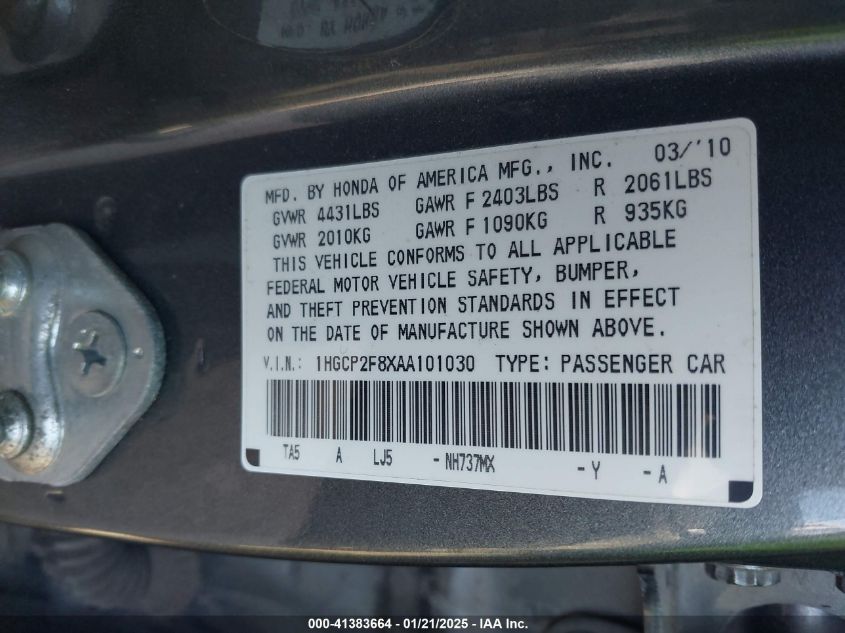 MFD. BY HONDA OF AMERICA MFG., INC. 03/'10
GVWR 4431LBS GAWR F 2403LBS R 2061LBS
GVWR 2010KG GAWR F 1090KG R 935KG
THIS VEHICLE CONFORMS TO ALL APPLICABLE
FEDERAL MOTOR VEHICLE SAFETY, BUMPER,
AND THEFT PREVENTION STANDARDS IN EFFECT
ON THE DATE OF MANUFACTURE SHOWN ABOVE.
V.I.N.: 1HGCP2F8XAA101030 TYPE: PASSENGER CAR
TA5 A LJ5 - NH737MX - Y - A
000-41383664 / 01/21/2025 - IAA Inc.